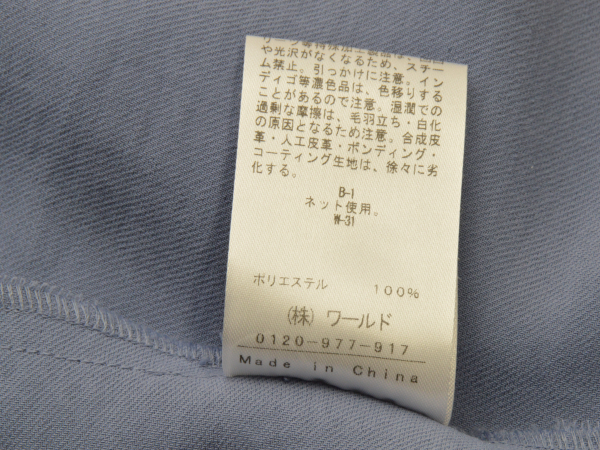 や光沢がなくなるため、スチー
ム禁止。引っかけに注意。イン
ディゴ等濃色品は、色移りする
ことがあるので注意。湿潤での
過剰な摩擦は、毛羽立ち・白化
の原因となるため注意。合成皮
革・人工皮革・ボンディング・
コーティング生地は、徐々に劣
化する。
B-1
ネット使用。
W-31
ポリエステル 100%
(株)ワールド
0120-977-917
Made in China